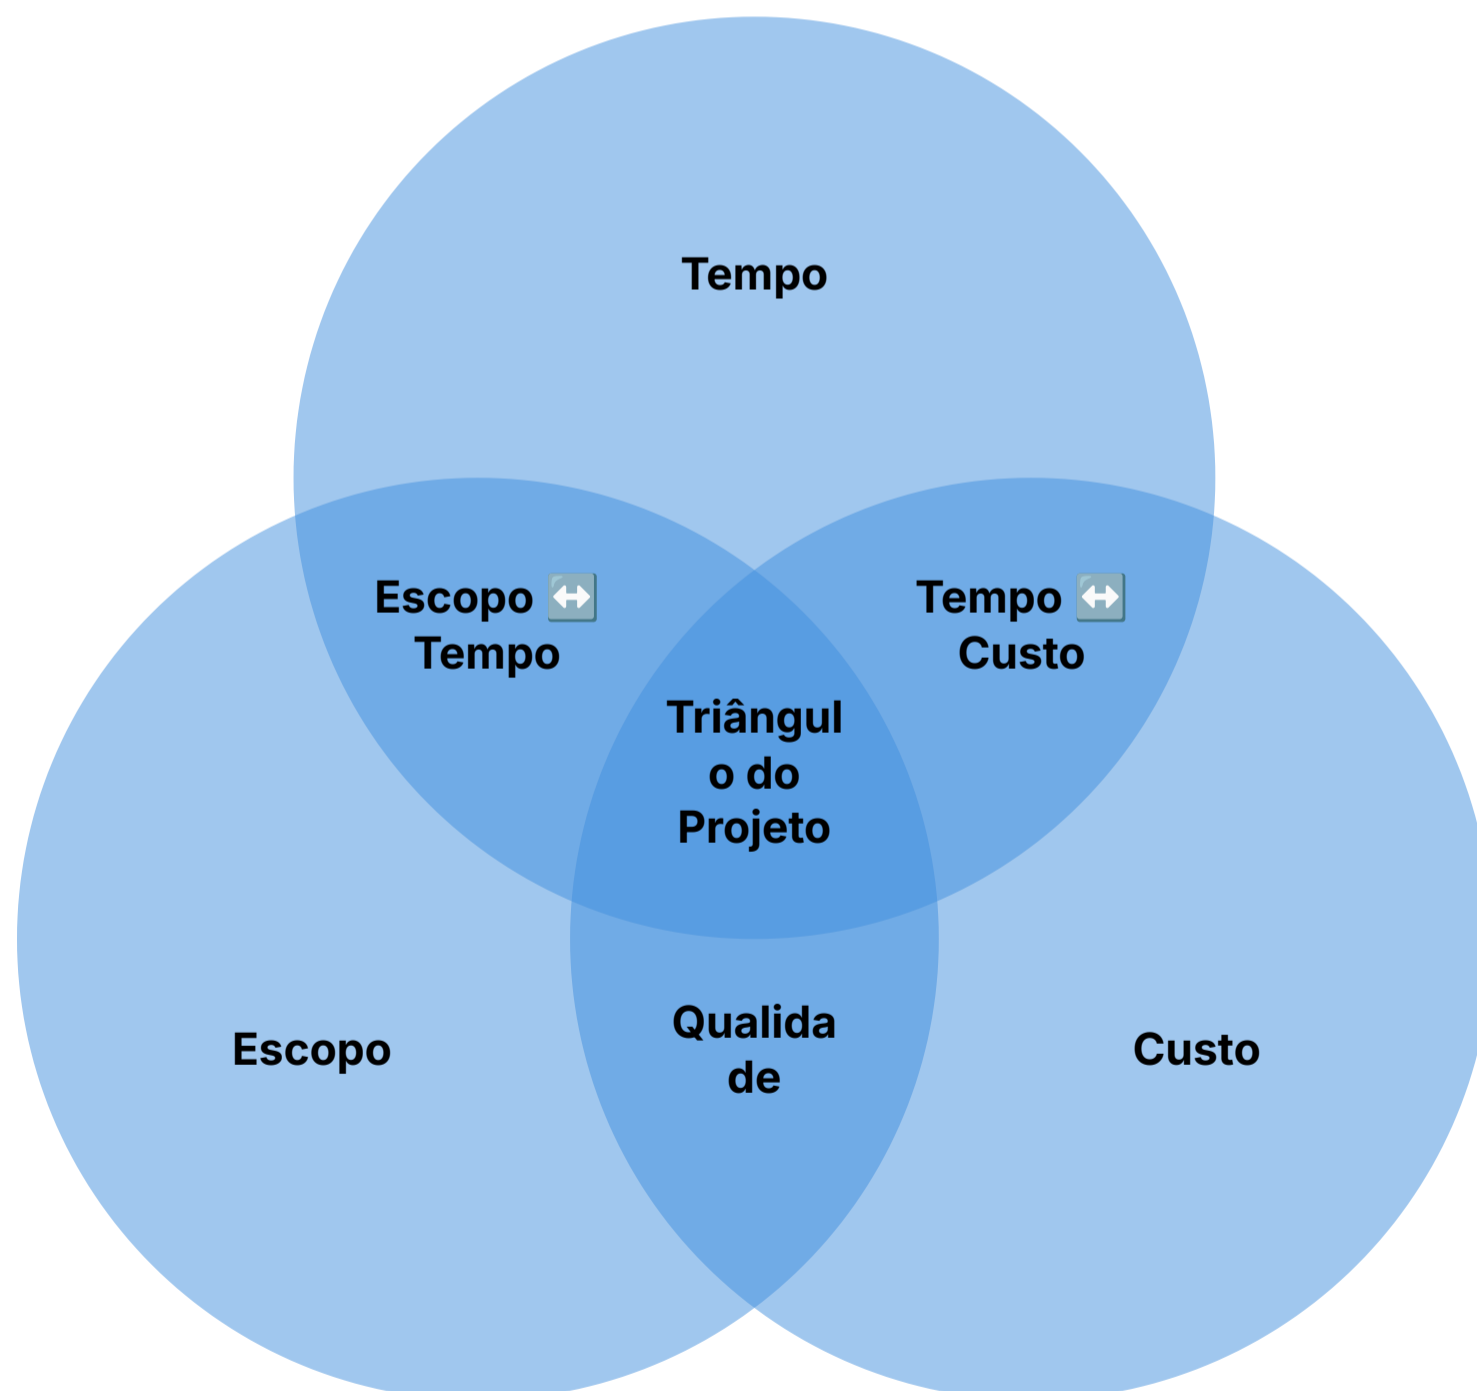 Tempo
Escopo ↔️
Tempo
Tempo ↔️
Custo
Triângul
o do
Projeto
Escopo
Qualida
de
Custo